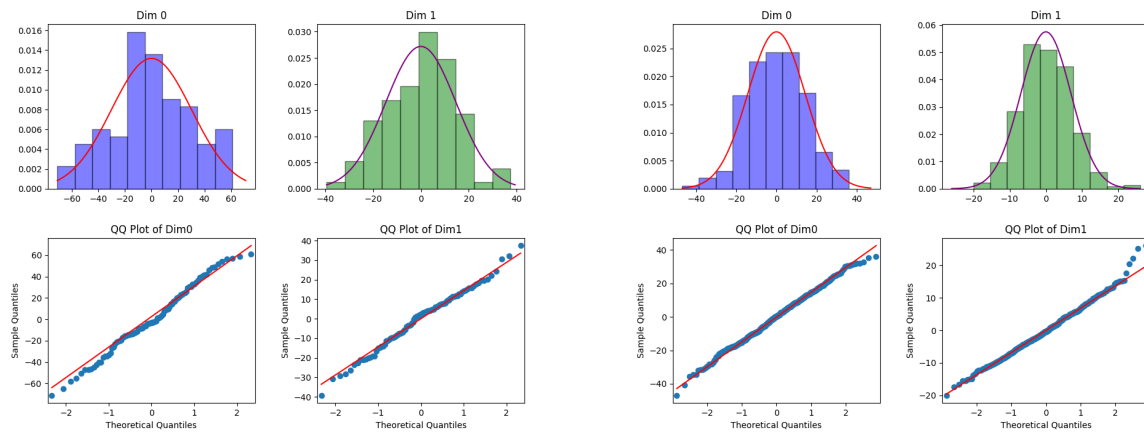 Dim 0
0.016
0.014
0.012
0.010
0.008
0.006
0.004
0.002
0.000
−60 −40 −20 0 20 40 60
Dim 1
0.030
0.025
0.020
0.015
0.010
0.005
0.000
−40 −20 0 20 40
Dim 0
0.025
0.020
0.015
0.010
0.005
0.000
−40 −20 0 20 40
Dim 1
0.06
0.05
0.04
0.03
0.02
0.01
0.00
−20 −10 0 10 20
QQ Plot of Dim0
Sample Quantiles
60
40
20
0
−20
−40
−60
−2 −1 0 1 2
Theoretical Quantiles
QQ Plot of Dim1
Sample Quantiles
40
30
20
10
0
−10
−20
−30
−40
−2 −1 0 1 2
Theoretical Quantiles
QQ Plot of Dim0
Sample Quantiles
40
20
0
−20
−40
−2 −1 0 1 2
Theoretical Quantiles
QQ Plot of Dim1
Sample Quantiles
20
10
0
−10
−20
−3 −2 −1 0 1 2 3
Theoretical Quantiles